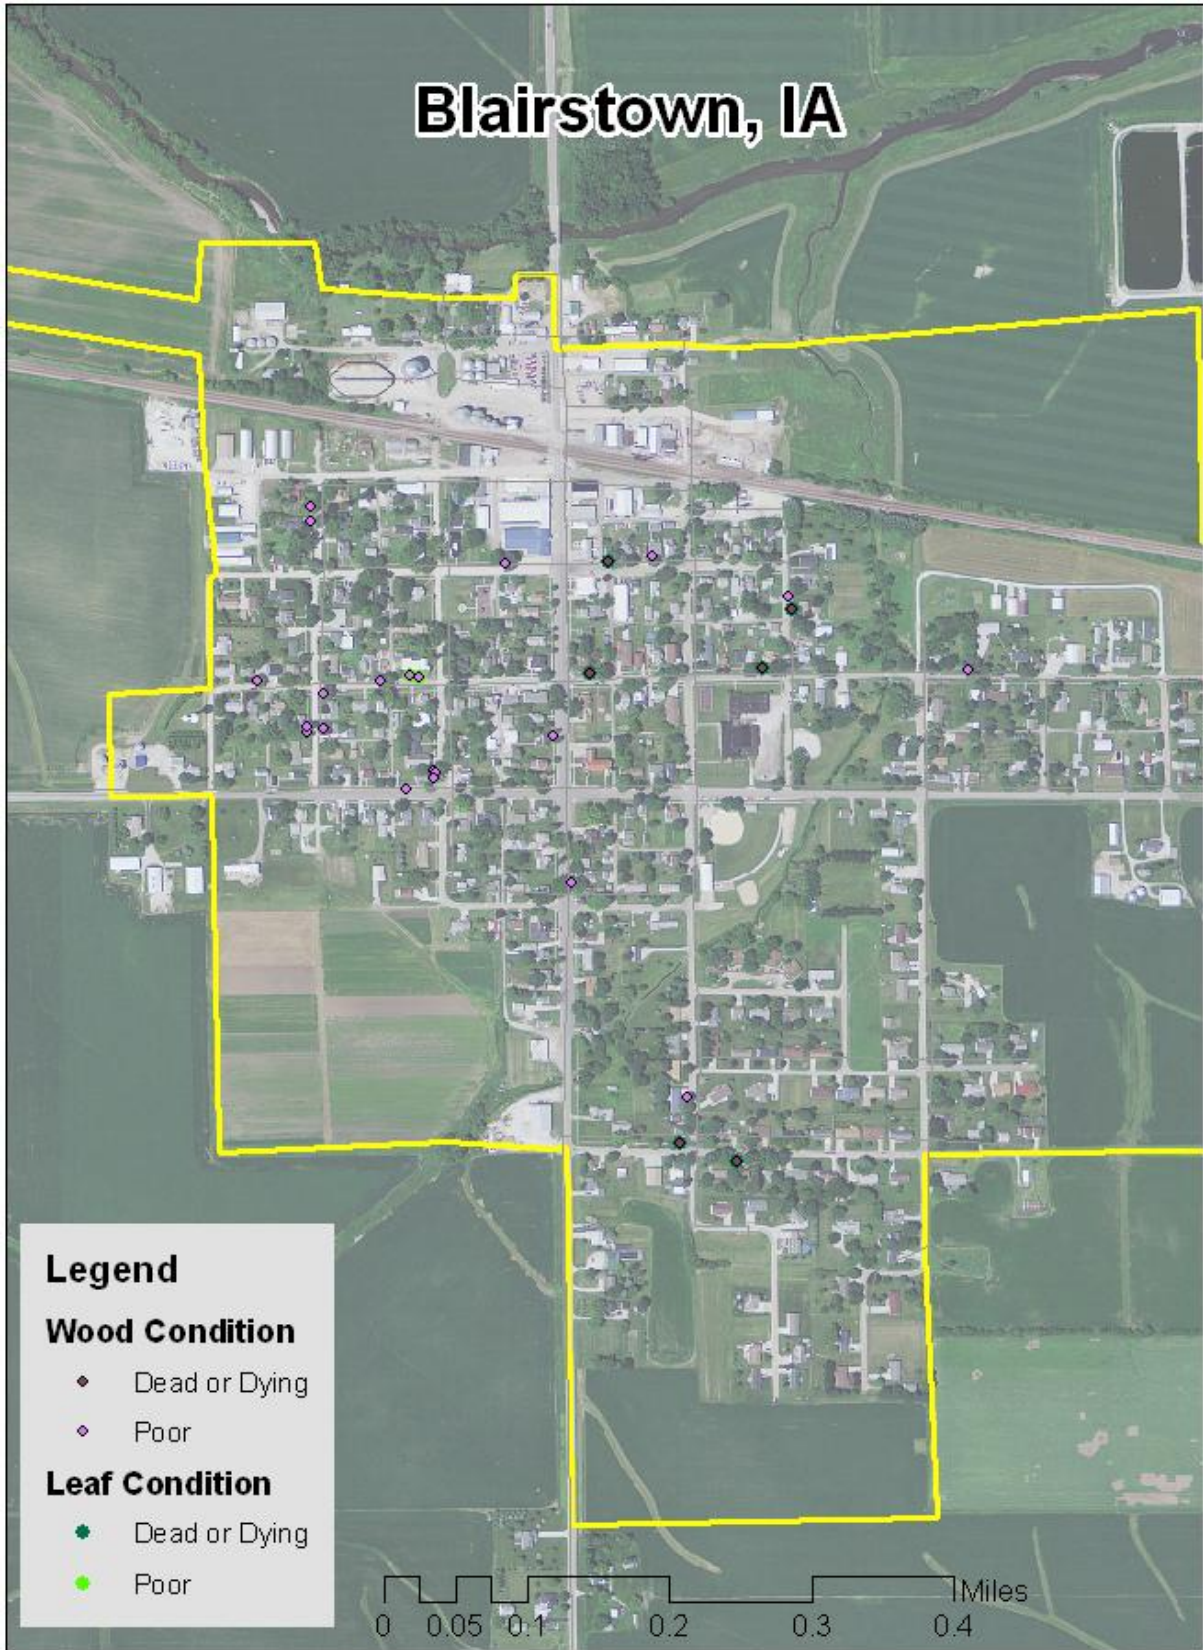 Blairstown, IA
Legend
Wood Condition
Dead or Dying
Poor
Leaf Condition
Dead or Dying
Poor
Miles
0 0.05 0.1 0.2 0.3 0.4